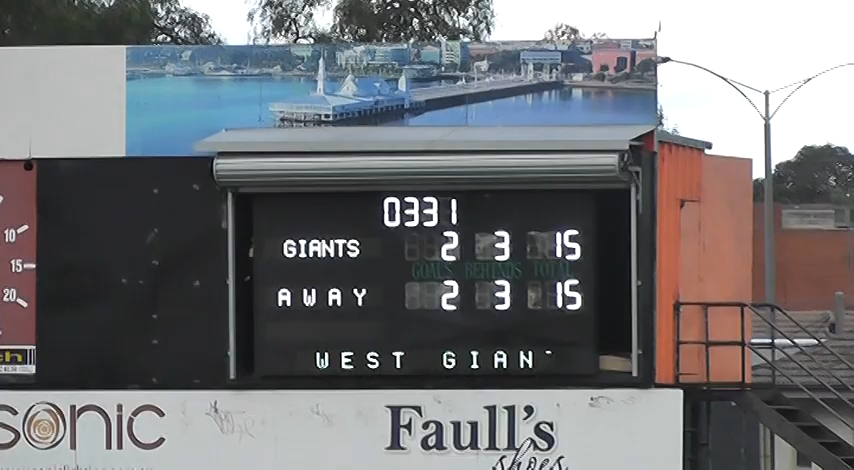 0331
GIANTS 2 3 15
GOALS BEHINDS TOTAL
AWAY 2 3 15
WEST GIAN
10
15
20
ch
sonic
Faull's
shoes